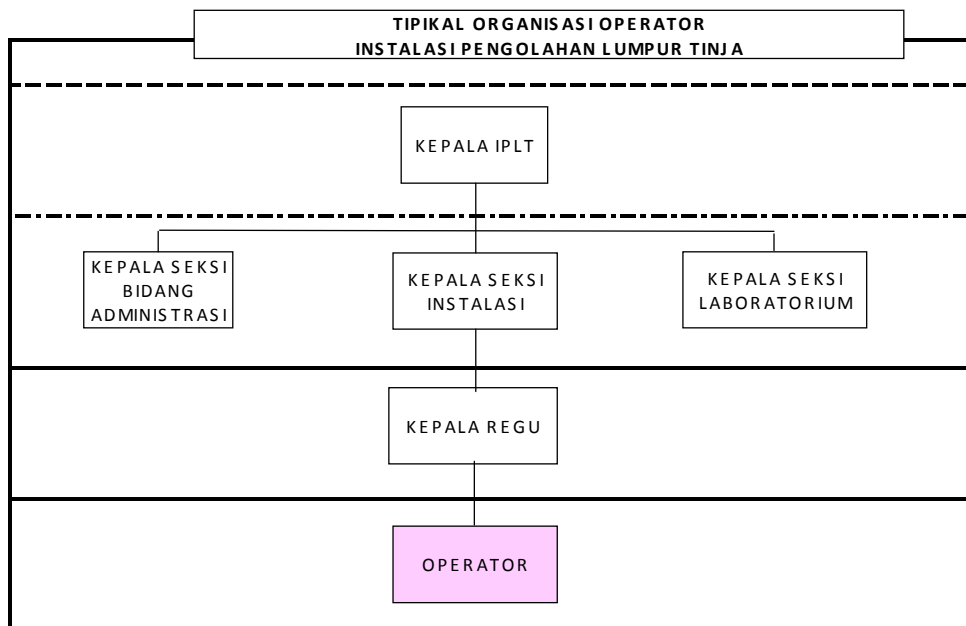 TIPIKAL ORGANISASI OPERATOR
INSTALASI PENGOLAHAN LUMPUR TINJA
KEPALA IPLT
KEPALA SEKSI
BIDANG
ADMINISTRASI
KEPALA SEKSI
INSTALASI
KEPALA SEKSI
LABORATORIUM
KEPALA REGU
OPERATOR